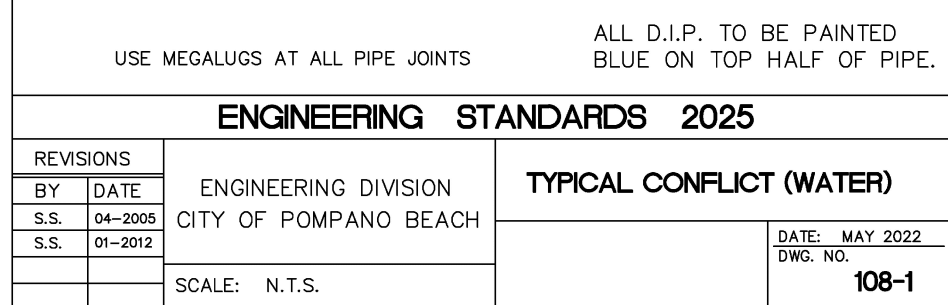 ALL D.I.P. TO BE PAINTED
BLUE ON TOP HALF OF PIPE.
USE MEGALUGS AT ALL PIPE JOINTS
ENGINEERING STANDARDS 2025
REVISIONS
BY DATE
S.S. 04-2005
S.S. 01-2012
ENGINEERING DIVISION
CITY OF POMPANO BEACH
SCALE: N.T.S.
TYPICAL CONFLICT (WATER)
DATE: MAY 2022
DWG. NO.
108-1